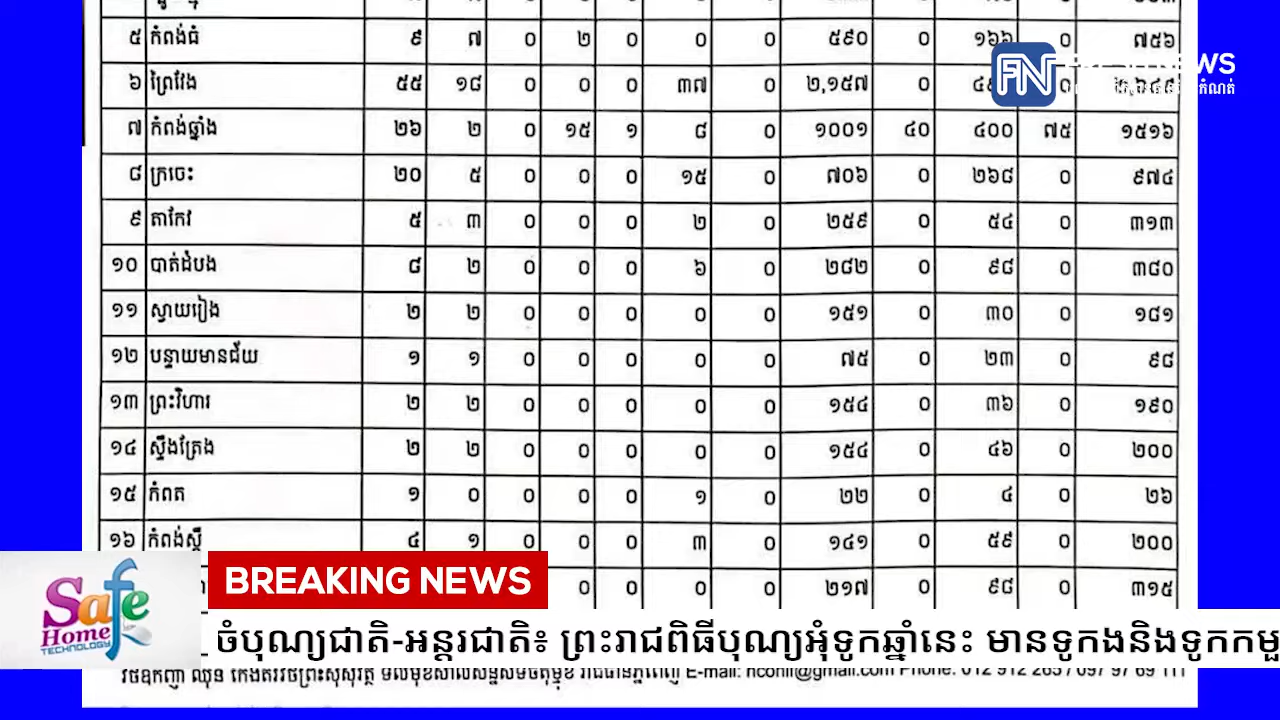 ៥ កំពង់ធំ ៩ ៧ ០ ២ ០ ០ ០ ៥៩០ ០ ១៦៦ ០ ៧៥៦
៦ ព្រៃវែង ៥៥ ១៨ ០ ០ ០ ៣៧ ០ ២,១៥៧ ០
NEWS
FN
៧ កំពង់ឆ្នាំង ២៦ ២ ០ ១៥ ១ ៨ ០ ១០០១ ៤០ ៤០០ ៧៥ ១៥១៦
៨ ក្រចេះ ២០ ៥ ០ ០ ០ ១៥ ០ ៧០៦ ០ ២៦៨ ០ ៩៧៤
៩ តាកែវ ៥ ៣ ០ ០ ០ ២ ០ ២៥៩ ០ ៥៤ ០ ៣១៣
១០ បាត់ដំបង ៨ ២ ០ ០ ០ ៦ ០ ២៨២ ០ ៩៨ ០ ៣៨០
១១ ស្វាយរៀង ២ ២ ០ ០ ០ ០ ០ ១៥១ ០ ៣០ ០ ១៨១
១២ បន្ទាយមានជ័យ ១ ១ ០ ០ ០ ០ ០ ៧៥ ០ ២៣ ០ ៩៨
១៣ ព្រះវិហារ ២ ២ ០ ០ ០ ០ ០ ១៥៤ ០ ៣៦ ០ ១៩០
១៤ ស្ទឹងត្រែង ២ ២ ០ ០ ០ ០ ០ ១៥៤ ០ ៤៦ ០ ២០០
១៥ កំពត ១ ០ ០ ០ ០ ១ ០ ២២ ០ ៤ ០ ២៦
១៦ កំពង់ស្ពឺ ៤ ១ ០ ០ ០ ៣ ០ ១៤១ ០ ៥៩ ០ ២០០
០ ០ ០ ០ ២១៧ ០ ៩៨ ០ ៣១៥
Safe
Home
TECHNOLOGY
BREAKING NEWS
ចំបុណ្យជាតិ-អន្តរជាតិ៖ ព្រះរាជពិធីបុណ្យអុំទូកឆ្នាំនេះ មានទូកងនិងទូកកមួ
E-mail: Phone: